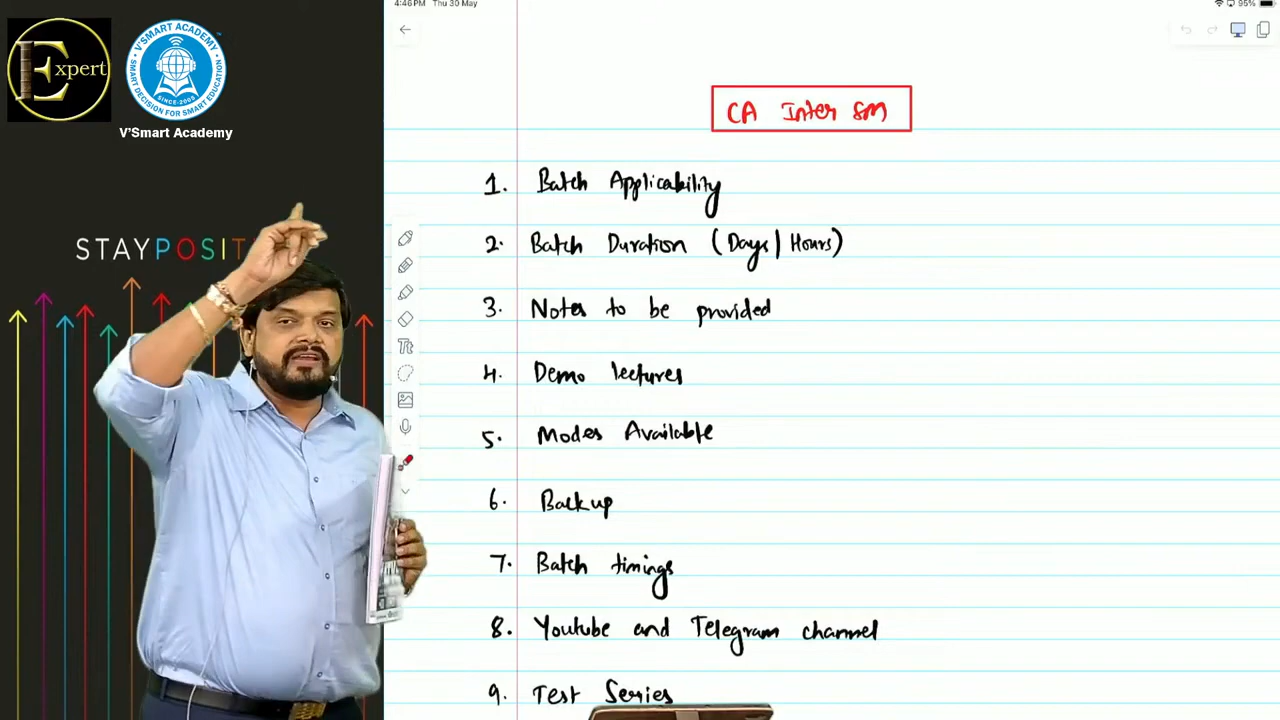 4:46 PM Thu 30 May
95%
Expert
V'SMART ACADEMY
SMART DECISION FOR SMART EDUCATION
SINCE-2005
V'Smart Academy
STAYPOSIT
CA Inter SM
1. Batch Applicability
2. Batch Duration (Days | Hours)
3. Notes to be provided
4. Demo lectures
5. Modes Available
6. Backup
7. Batch timings
8. Youtube and Telegram channel
9. Test Series
Tt